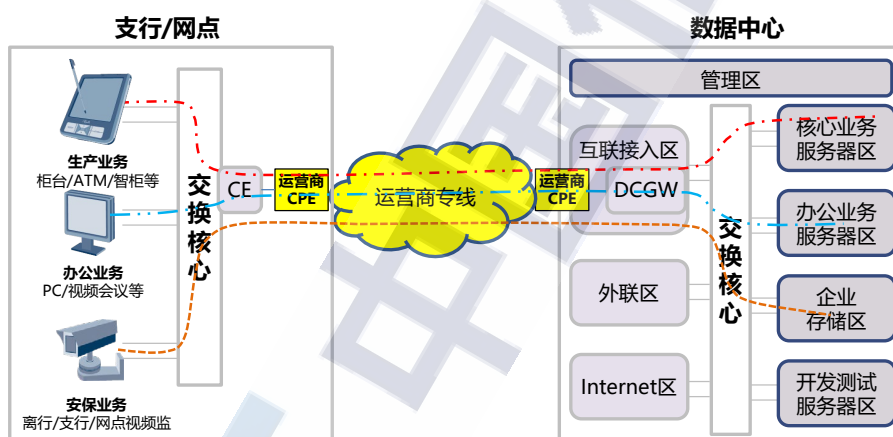 支行/网点
数据中心
生产业务
柜台/ATM/智柜等
办公业务
PC/视频会议等
安保业务
离行/支行/网点视频监
交换核心
CE
运营商
CPE
运营商专线
运营商
CPE
管理区
互联接入区
DCGW
外联区
Internet区
交换核心
核心业务
服务器区
办公业务
服务器区
企业
存储区
开发测试
服务器区